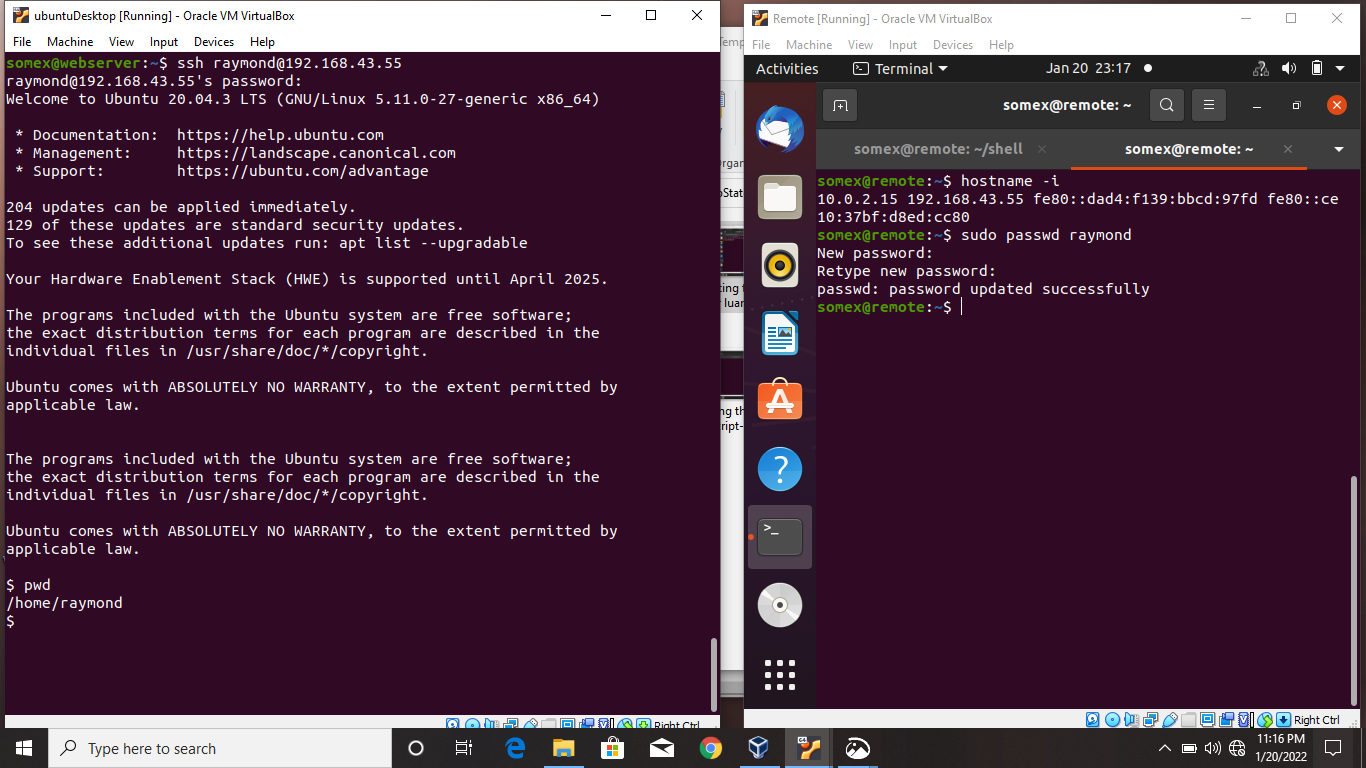 ubuntuDesktop [Running] - Oracle VM VirtualBox
File Machine View Input Devices Help
somex@webserver:~$ ssh raymond@192.168.43.55
raymond@192.168.43.55's password:
Welcome to Ubuntu 20.04.3 LTS (GNU/Linux 5.11.0-27-generic x86_64)
* Documentation: https://help.ubuntu.com
* Management: https://landscape.canonical.com
* Support: https://ubuntu.com/advantage
204 updates can be applied immediately.
129 of these updates are standard security updates.
To see these additional updates run: apt list --upgradable
Your Hardware Enablement Stack (HWE) is supported until April 2025.
The programs included with the Ubuntu system are free software;
the exact distribution terms for each program are described in the
individual files in /usr/share/doc/*/copyright.
Ubuntu comes with ABSOLUTELY NO WARRANTY, to the extent permitted by
applicable law.
The programs included with the Ubuntu system are free software;
the exact distribution terms for each program are described in the
individual files in /usr/share/doc/*/copyright.
Ubuntu comes with ABSOLUTELY NO WARRANTY, to the extent permitted by
applicable law.
$ pwd
/home/raymond
$
Right Ctrl
Remote [Running] - Oracle VM VirtualBox
File Machine View Input Devices Help
Activities Terminal Jan 20 23:17
somex@remote: ~
somex@remote: ~/shell somex@remote: ~
somex@remote:~$ hostname -i
10.0.2.15 192.168.43.55 fe80::dad4:f139:bbcd:97fd fe80::ce
10:37bf:d8ed:cc80
somex@remote:~$ sudo passwd raymond
New password:
Retype new password:
passwd: password updated successfully
somex@remote:~$
Right Ctrl
Type here to search
11:16 PM
1/20/2022